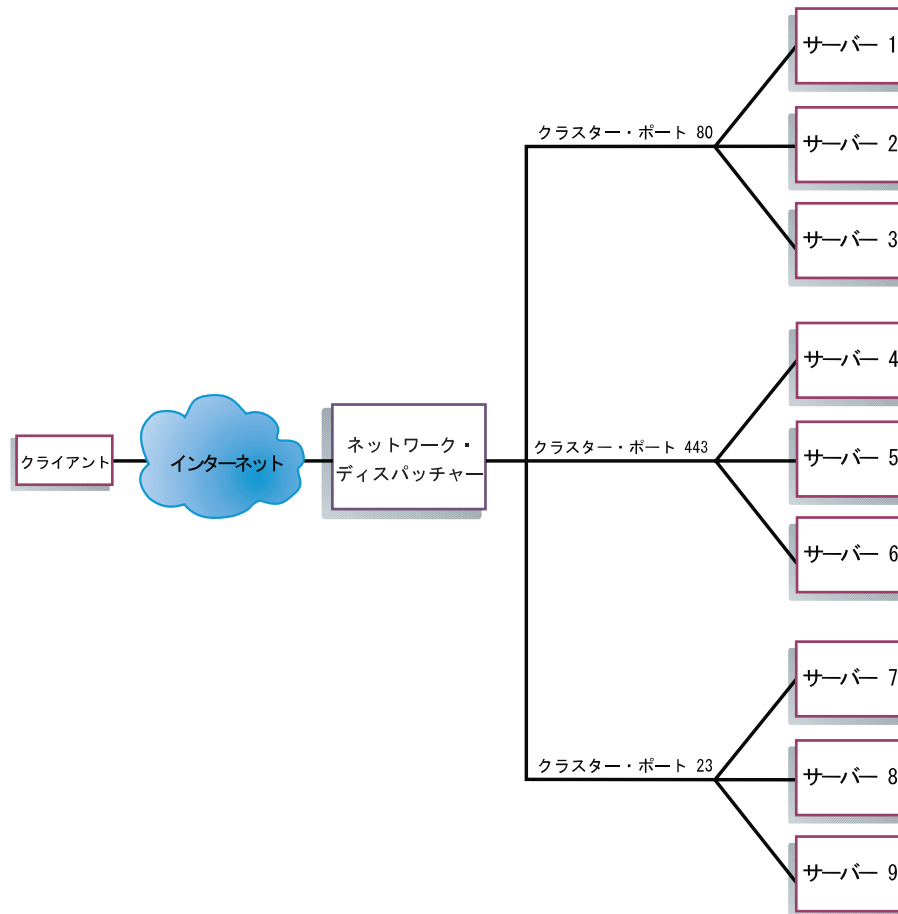 クライアント
インターネット
ネットワーク・
ディスパッチャー
クラスター・ポート 80
サーバー 1
サーバー 2
サーバー 3
クラスター・ポート 443
サーバー 4
サーバー 5
サーバー 6
クラスター・ポート 23
サーバー 7
サーバー 8
サーバー 9